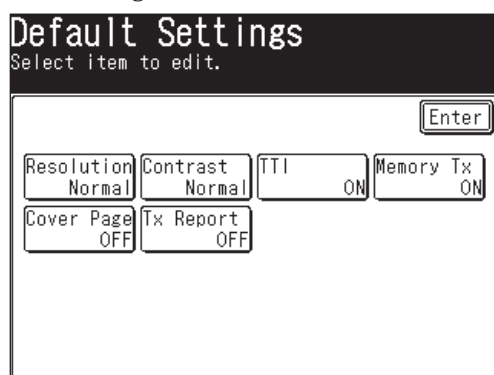 Default Settings
Select item to edit.
Enter
Resolution Contrast TTI Memory Tx
Normal Normal ON ON
Cover Page Tx Report
OFF OFF